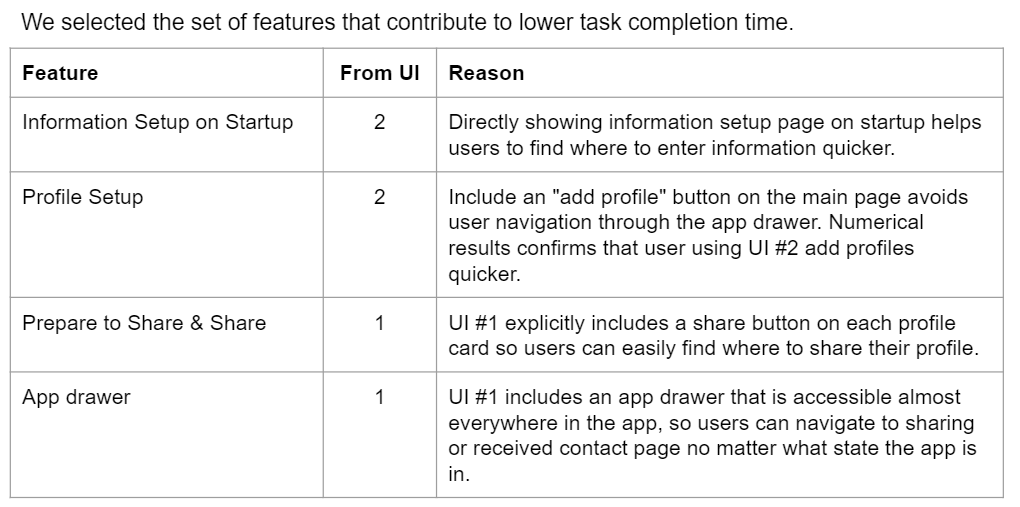 We selected the set of features that contribute to lower task completion time.
Feature From UI Reason
Information Setup on Startup 2 Directly showing information setup page on startup helps
users to find where to enter information quicker.
Profile Setup 2 Include an "add profile" button on the main page avoids
user navigation through the app drawer. Numerical
results confirms that user using UI #2 add profiles
quicker.
Prepare to Share & Share 1 UI #1 explicitly includes a share button on each profile
card so users can easily find where to share their profile.
App drawer 1 UI #1 includes an app drawer that is accessible almost
everywhere in the app, so users can navigate to sharing
or received contact page no matter what state the app is
in.